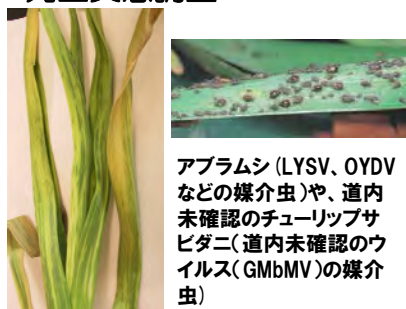 アブラムシ(LYSV、OYDV
などの媒介虫)や、道内
未確認のチューリップサ
ビダニ(道内未確認のウ
イルス(GMbMV)の媒介
虫)